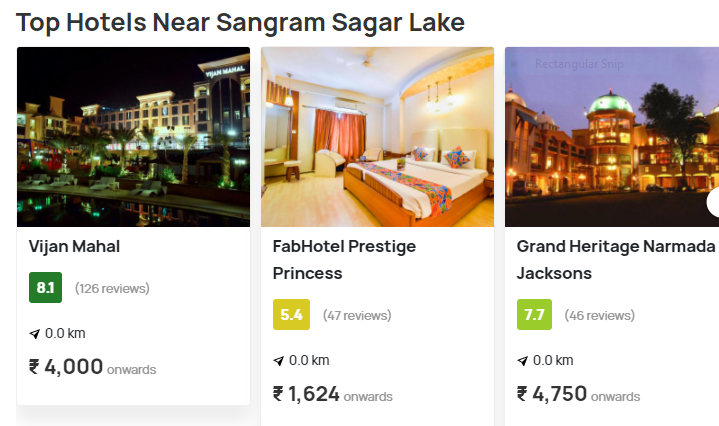 Top Hotels Near Sangram Sagar Lake
VIJAN MAHAL
Rectangular Snip
Vijan Mahal
8.1 (126 reviews)
0.0 km
₹ 4,000 onwards
FabHotel Prestige
Princess
5.4 (47 reviews)
0.0 km
₹ 1,624 onwards
Grand Heritage Narmada
Jacksons
7.7 (46 reviews)
0.0 km
₹ 4,750 onwards